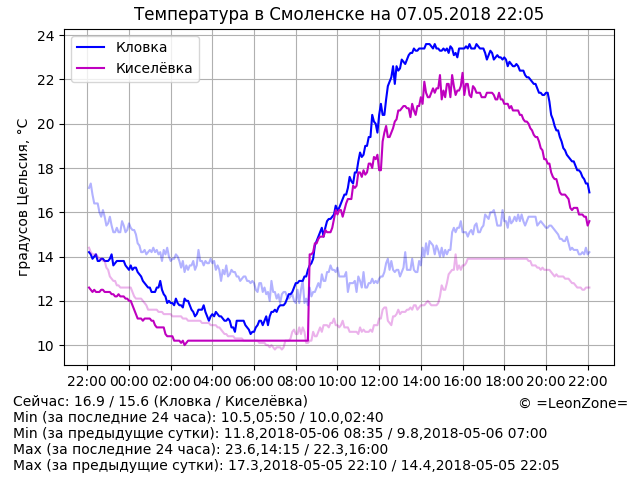 Температура в Смоленске на 07.05.2018 22:05
градусов Цельсия, °C
24
22
20
18
16
14
12
10
Кловка
Киселёвка
22:00 00:00 02:00 04:00 06:00 08:00 10:00 12:00 14:00 16:00 18:00 20:00 22:00
Сейчас: 16.9 / 15.6 (Кловка / Киселёвка)
© =LeonZone=
Min (за последние 24 часа): 10.5,05:50 / 10.0,02:40
Min (за предыдущие сутки): 11.8,2018-05-06 08:35 / 9.8,2018-05-06 07:00
Max (за последние 24 часа): 23.6,14:15 / 22.3,16:00
Max (за предыдущие сутки): 17.3,2018-05-05 22:10 / 14.4,2018-05-05 22:05